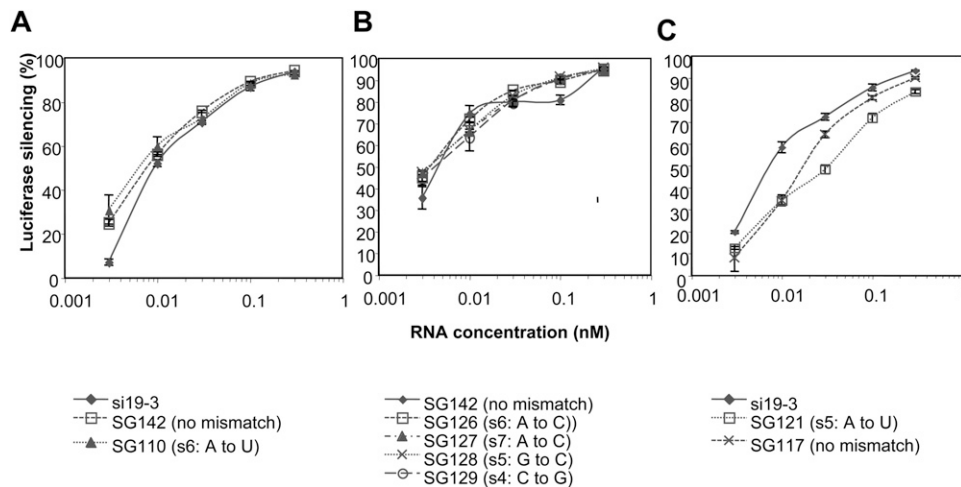 A
B
C
Luciferase silencing (%)
100
80
60
40
20
0
0.001
0.01
0.1
1
100
90
80
70
60
50
40
30
20
10
0
0.001
0.01
0.1
1
100
90
80
70
60
50
40
30
20
10
0
0.001
0.01
0.1
1
RNA concentration (nM)
si19-3
SG142 (no mismatch)
SG110 (s6: A to U)
SG142 (no mismatch)
SG126 (s6: A to C))
SG127 (s7: A to C)
SG128 (s5: G to C)
SG129 (s4: C to G)
si19-3
SG121 (s5: A to U)
SG117 (no mismatch)